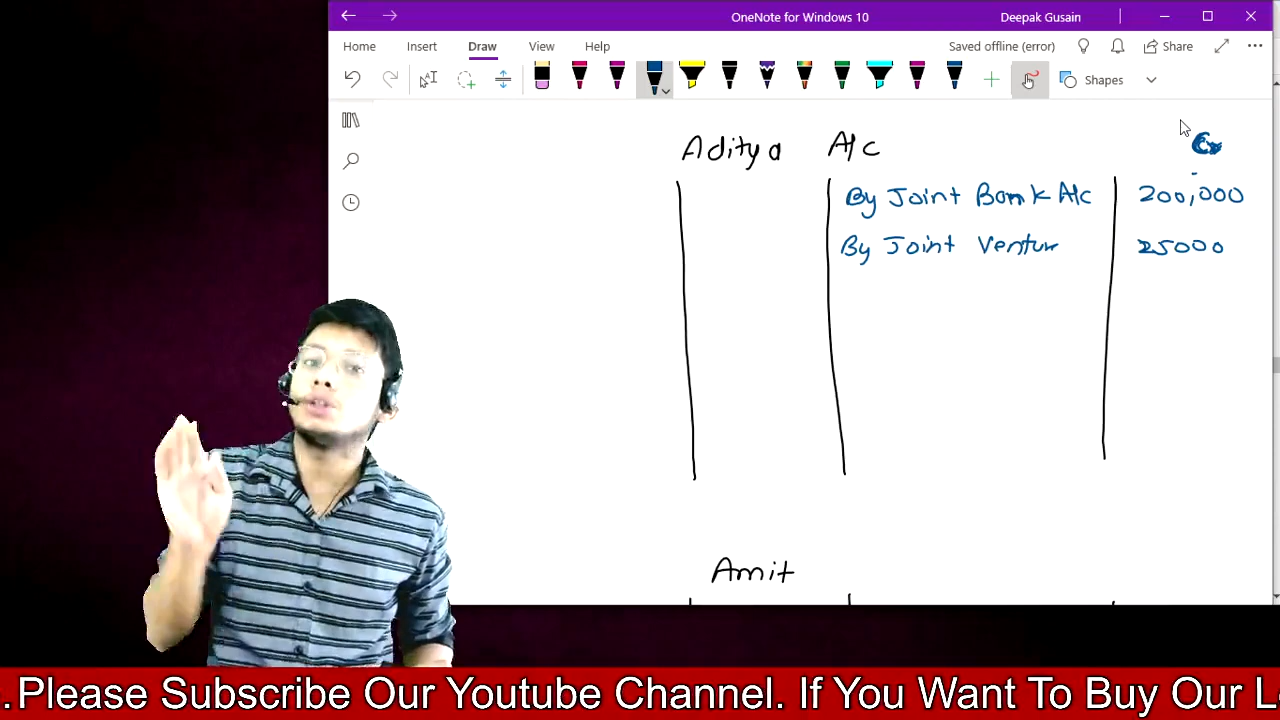 OneNote for Windows 10
Deepak Gusain
Home Insert Draw View Help
Saved offline (error)
Share
Shapes
Aditya A/c
By Joint Bank A/c 200,000
By Joint Ventur 25000
Amit
. Please Subscribe Our Youtube Channel. If You Want To Buy Our L